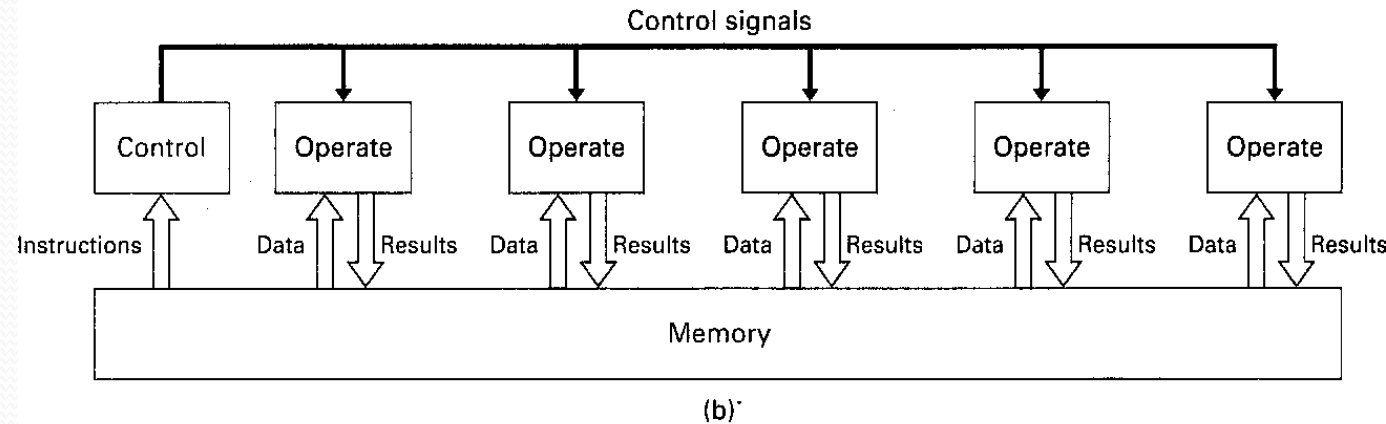 Control signals
Control Operate Operate Operate Operate Operate
Instructions Data Results Data Results Data Results Data Results Data Results
Memory
(b)